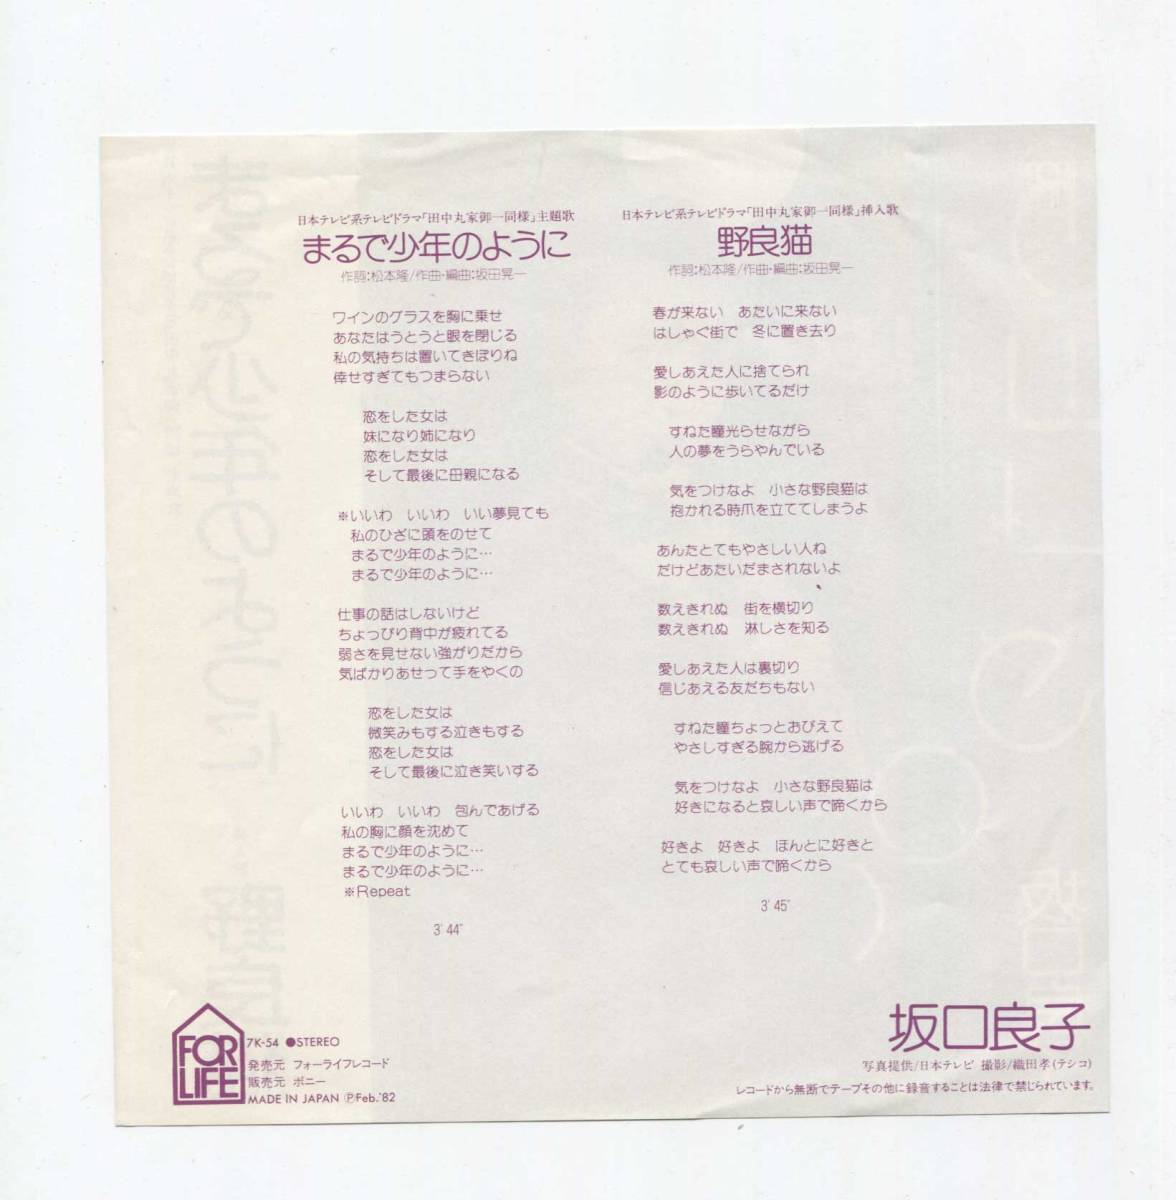 日本テレビ系テレビドラマ「田中丸家御一同様」主題歌
まるで少年のように
作詞:松本隆/作曲・編曲:坂田晃一
ワインのグラスを胸に乗せ
あなたはうとうと眼を閉じる
私の気持ちは置いてきぼりね
倖せすぎてもつまらない
恋をした女は
妹になり姉になり
恋をした女は
そして最後に母親になる
※いいわ いいわ いい夢見ても
私のひざに頭をのせて
まるで少年のように…
まるで少年のように…
仕事の話はしないけど
ちょっぴり背中が疲れてる
弱さを見せない強がりだから
気ばかりあせって手をやくの
恋をした女は
微笑みもする泣きもする
恋をした女は
そして最後に泣き笑いする
いいわ いいわ 包んであげる
私の胸に顔を沈めて
まるで少年のように…
まるで少年のように…
※Repeat
3′44″
日本テレビ系テレビドラマ「田中丸家御一同様」挿入歌
野良猫
作詞:松本隆/作曲・編曲:坂田晃一
春が来ない あたいに来ない
はしゃぐ街で 冬に置き去り
愛しあえた人に捨てられ
影のように歩いてるだけ
すねた瞳光らせながら
人の夢をうらやんでいる
気をつけなよ 小さな野良猫は
抱かれる時爪を立ててしまうよ
あんたとてもやさしい人ね
だけどあたいだまされないよ
数えきれぬ 街を横切り
数えきれぬ 淋しさを知る
愛しあえた人は裏切り
信じあえる友だちもない
すねた瞳ちょっとおびえて
やさしすぎる腕から逃げる
気をつけなよ 小さな野良猫は
好きになると哀しい声で啼くから
好きよ 好きよ ほんとに好きと
とても哀しい声で啼くから
3′45″
FOR
LIFE
7K-54 ●STEREO
発売元 フォーライフレコード
販売元 ポニー
MADE IN JAPAN ⓅFeb.'82
坂口良子
写真提供/日本テレビ 撮影/織田孝(テシコ)
レコードから無断でテープその他に録音することは法律で禁じられています。